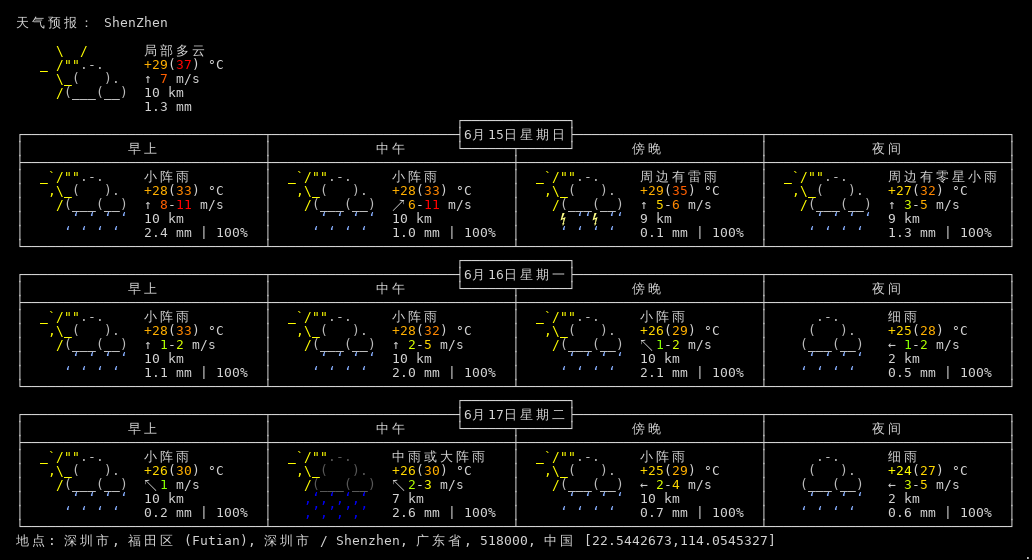 天气预报： ShenZhen
局部多云
+29(37) °C
↑ 7 m/s
10 km
1.3 mm
6月15日星期日
早上 中午 傍晚 夜间
小阵雨 小阵雨 周边有雷雨 周边有零星小雨
+28(33) °C +28(33) °C +29(35) °C +27(32) °C
↑ 8-11 m/s ↗ 6-11 m/s ↑ 5-6 m/s ↑ 3-5 m/s
10 km 10 km 9 km 9 km
2.4 mm | 100% 1.0 mm | 100% 0.1 mm | 100% 1.3 mm | 100%
6月16日星期一
早上 中午 傍晚 夜间
小阵雨 小阵雨 小阵雨 细雨
+28(33) °C +28(32) °C +26(29) °C +25(28) °C
↑ 1-2 m/s ↑ 2-5 m/s ↖ 1-2 m/s ← 1-2 m/s
10 km 10 km 10 km 2 km
1.1 mm | 100% 2.0 mm | 100% 2.1 mm | 100% 0.5 mm | 100%
6月17日星期二
早上 中午 傍晚 夜间
小阵雨 中雨或大阵雨 小阵雨 细雨
+26(30) °C +26(30) °C +25(29) °C +24(27) °C
↖ 1 m/s ↖ 2-3 m/s ← 2-4 m/s ← 3-5 m/s
10 km 7 km 10 km 2 km
0.2 mm | 100% 2.6 mm | 100% 0.7 mm | 100% 0.6 mm | 100%
地点: 深圳市, 福田区 (Futian), 深圳市 / Shenzhen, 广东省, 518000, 中国 [22.5442673,114.0545327]